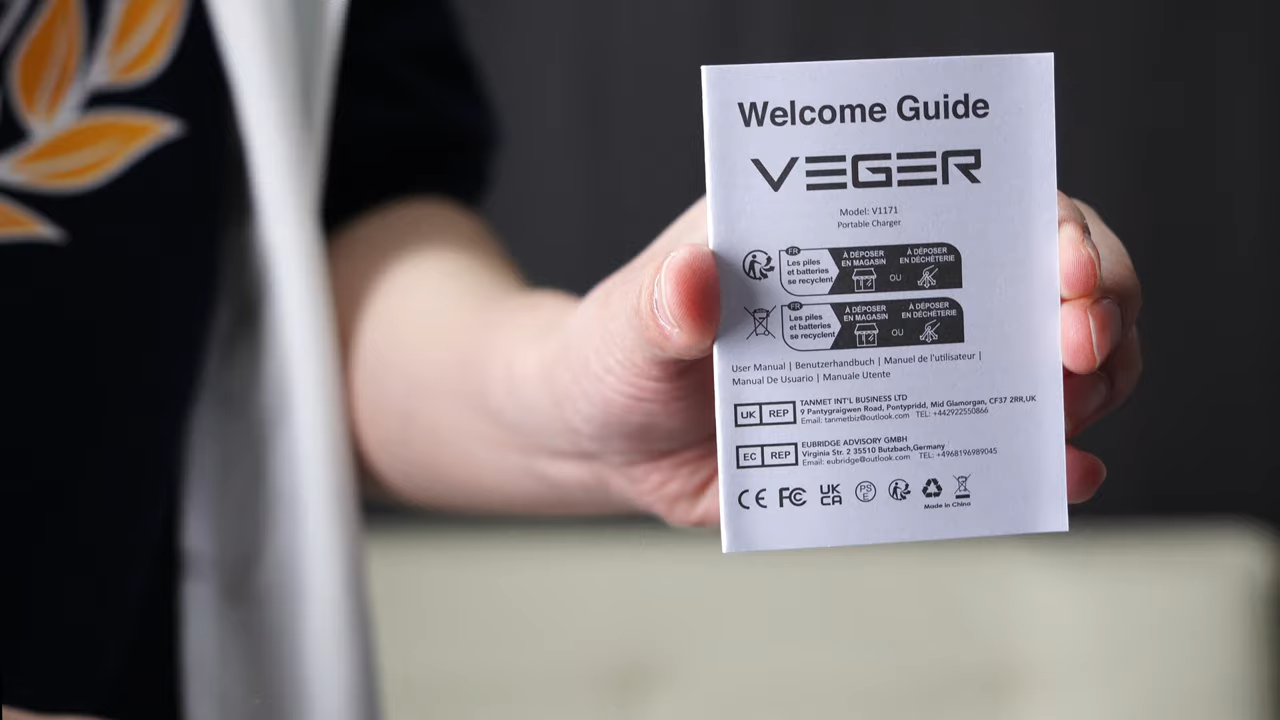 Welcome Guide
VEGER
Model: V1171
Portable Charger
FR
Les piles
et batteries
se recyclent
À DÉPOSER
EN MAGASIN
OU
À DÉPOSER
EN DÉCHÈTERIE
FR
Les piles
et batteries
se recyclent
À DÉPOSER
EN MAGASIN
OU
À DÉPOSER
EN DÉCHÈTERIE
User Manual | Benutzerhandbuch | Manuel de l'utilisateur |
Manual De Usuario | Manuale Utente
UK REP
TANMET INT'L BUSINESS LTD
9 Pantygraigwen Road, Pontypridd, Mid Glamorgan, CF37 2RR,UK
Email: tanmetbiz@outlook.com TEL: +442922550866
EC REP
EUBRIDGE ADVISORY GMBH
Virginia Str. 2 35510 Butzbach,Germany
Email: eubridge@outlook.com TEL: +4968196989045
CE FC UK
CA
PS
E
Made in China